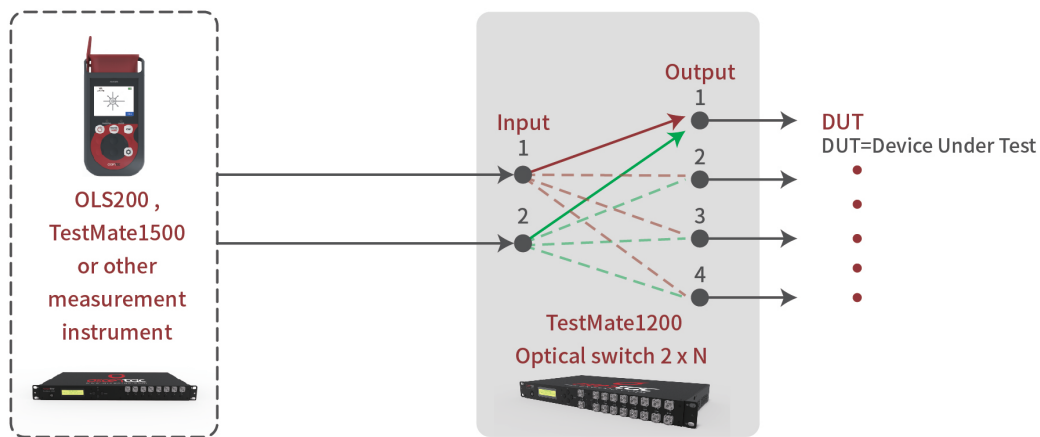 OLS200 ,
TestMate1500
or other
measurement
instrument
Input
1
2
Output
1
2
3
4
TestMate1200
Optical switch 2 x N
DUT
DUT=Device Under Test